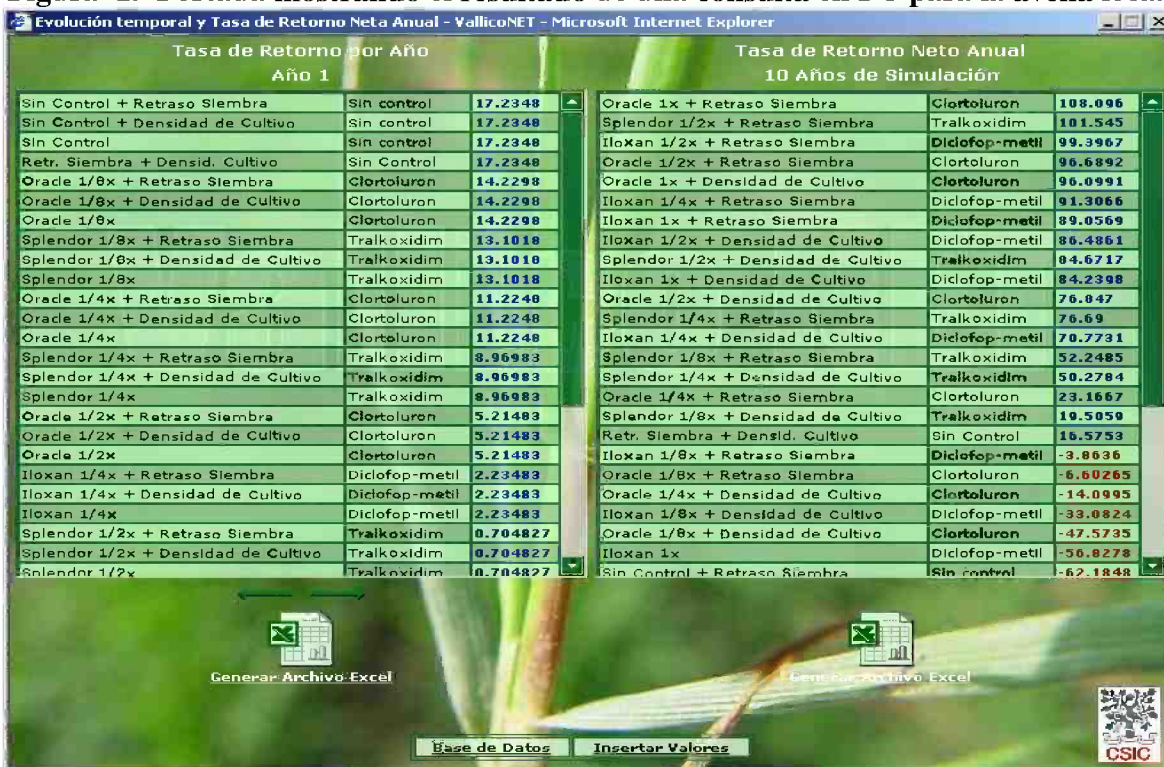 Evolución temporal y Tasa de Retorno Neta Anual - VallicoNET - Microsoft Internet Explorer
Tasa de Retorno por Año
Año 1
Sin Control + Retraso Siembra Sin control 17.2348
Sin Control + Densidad de Cultivo Sin control 17.2348
Sin Control Sin control 17.2348
Retr. Siembra + Densid. Cultivo Sin Control 17.2348
Oracle 1/8x + Retraso Siembra Clortoluron 14.2298
Oracle 1/8x + Densidad de Cultivo Clortoluron 14.2298
Oracle 1/8x Clortoluron 14.2298
Splendor 1/8x + Retraso Siembra Tralkoxidim 13.1018
Splendor 1/8x + Densidad de Cultivo Tralkoxidim 13.1018
Splendor 1/8x Tralkoxidim 13.1018
Oracle 1/4x + Retraso Siembra Clortoluron 11.2248
Oracle 1/4x + Densidad de Cultivo Clortoluron 11.2248
Oracle 1/4x Clortoluron 11.2248
Splendor 1/4x + Retraso Siembra Tralkoxidim 8.96983
Splendor 1/4x + Densidad de Cultivo Tralkoxidim 8.96983
Splendor 1/4x Tralkoxidim 8.96983
Oracle 1/2x + Retraso Siembra Clortoluron 5.21483
Oracle 1/2x + Densidad de Cultivo Clortoluron 5.21483
Oracle 1/2x Clortoluron 5.21483
Iloxan 1/4x + Retraso Siembra Diclofop-metil 2.23483
Iloxan 1/4x + Densidad de Cultivo Diclofop-metil 2.23483
Iloxan 1/4x Diclofop-metil 2.23483
Splendor 1/2x + Retraso Siembra Tralkoxidim 0.704827
Splendor 1/2x + Densidad de Cultivo Tralkoxidim 0.704827
Splendor 1/2x Tralkoxidim 0.704827
Tasa de Retorno Neto Anual
10 Años de Simulación
Oracle 1x + Retraso Siembra Clortoluron 108.096
Splendor 1/2x + Retraso Siembra Tralkoxidim 101.545
Iloxan 1/2x + Retraso Siembra Diclofop-metil 99.3967
Oracle 1/2x + Retraso Siembra Clortoluron 96.6892
Oracle 1x + Densidad de Cultivo Clortoluron 96.0991
Iloxan 1/4x + Retraso Siembra Diclofop-metil 91.3066
Iloxan 1x + Retraso Siembra Diclofop-metil 89.0569
Iloxan 1/2x + Densidad de Cultivo Diclofop-metil 86.4861
Splendor 1/2x + Densidad de Cultivo Tralkoxidim 84.6717
Iloxan 1x + Densidad de Cultivo Diclofop-metil 84.2398
Oracle 1/2x + Densidad de Cultivo Clortoluron 76.847
Splendor 1/4x + Retraso Siembra Tralkoxidim 76.69
Iloxan 1/4x + Densidad de Cultivo Diclofop-metil 70.7731
Splendor 1/8x + Retraso Siembra Tralkoxidim 52.2485
Splendor 1/4x + Densidad de Cultivo Tralkoxidim 50.2784
Oracle 1/4x + Retraso Siembra Clortoluron 23.1667
Splendor 1/8x + Densidad de Cultivo Tralkoxidim 19.5059
Retr. Siembra + Densid. Cultivo Sin Control 16.5753
Iloxan 1/8x + Retraso Siembra Diclofop-metil -3.8636
Oracle 1/8x + Retraso Siembra Clortoluron -6.60265
Oracle 1/4x + Densidad de Cultivo Clortoluron -14.0995
Iloxan 1/8x + Densidad de Cultivo Diclofop-metil -33.0824
Oracle 1/8x + Densidad de Cultivo Clortoluron -47.5735
Iloxan 1x Diclofop-metil -56.8278
Sin Control + Retraso Siembra Sin control -62.1848
Generar Archivo Excel
Generar Archivo Excel
Base de Datos
Insertar Valores
CSIC